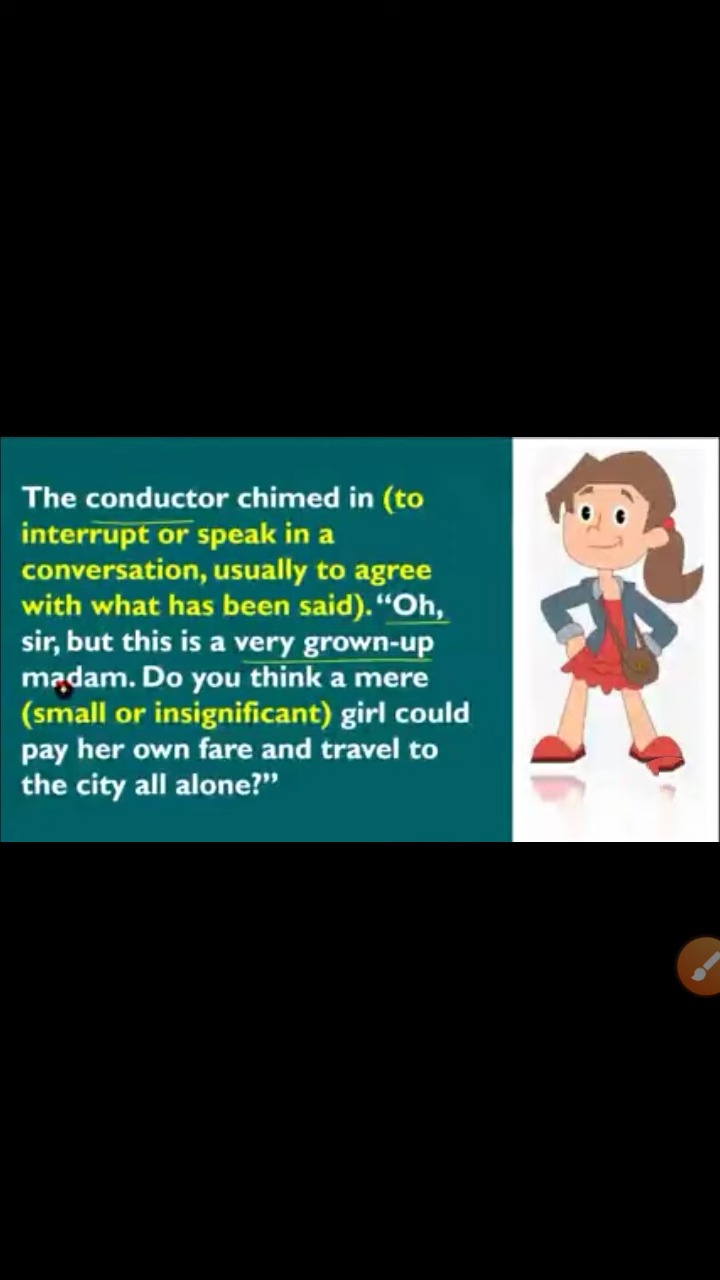 The conductor chimed in (to
interrupt or speak in a
conversation, usually to agree
with what has been said). “Oh,
sir, but this is a very grown-up
madam. Do you think a mere
(small or insignificant) girl could
pay her own fare and travel to
the city all alone?”